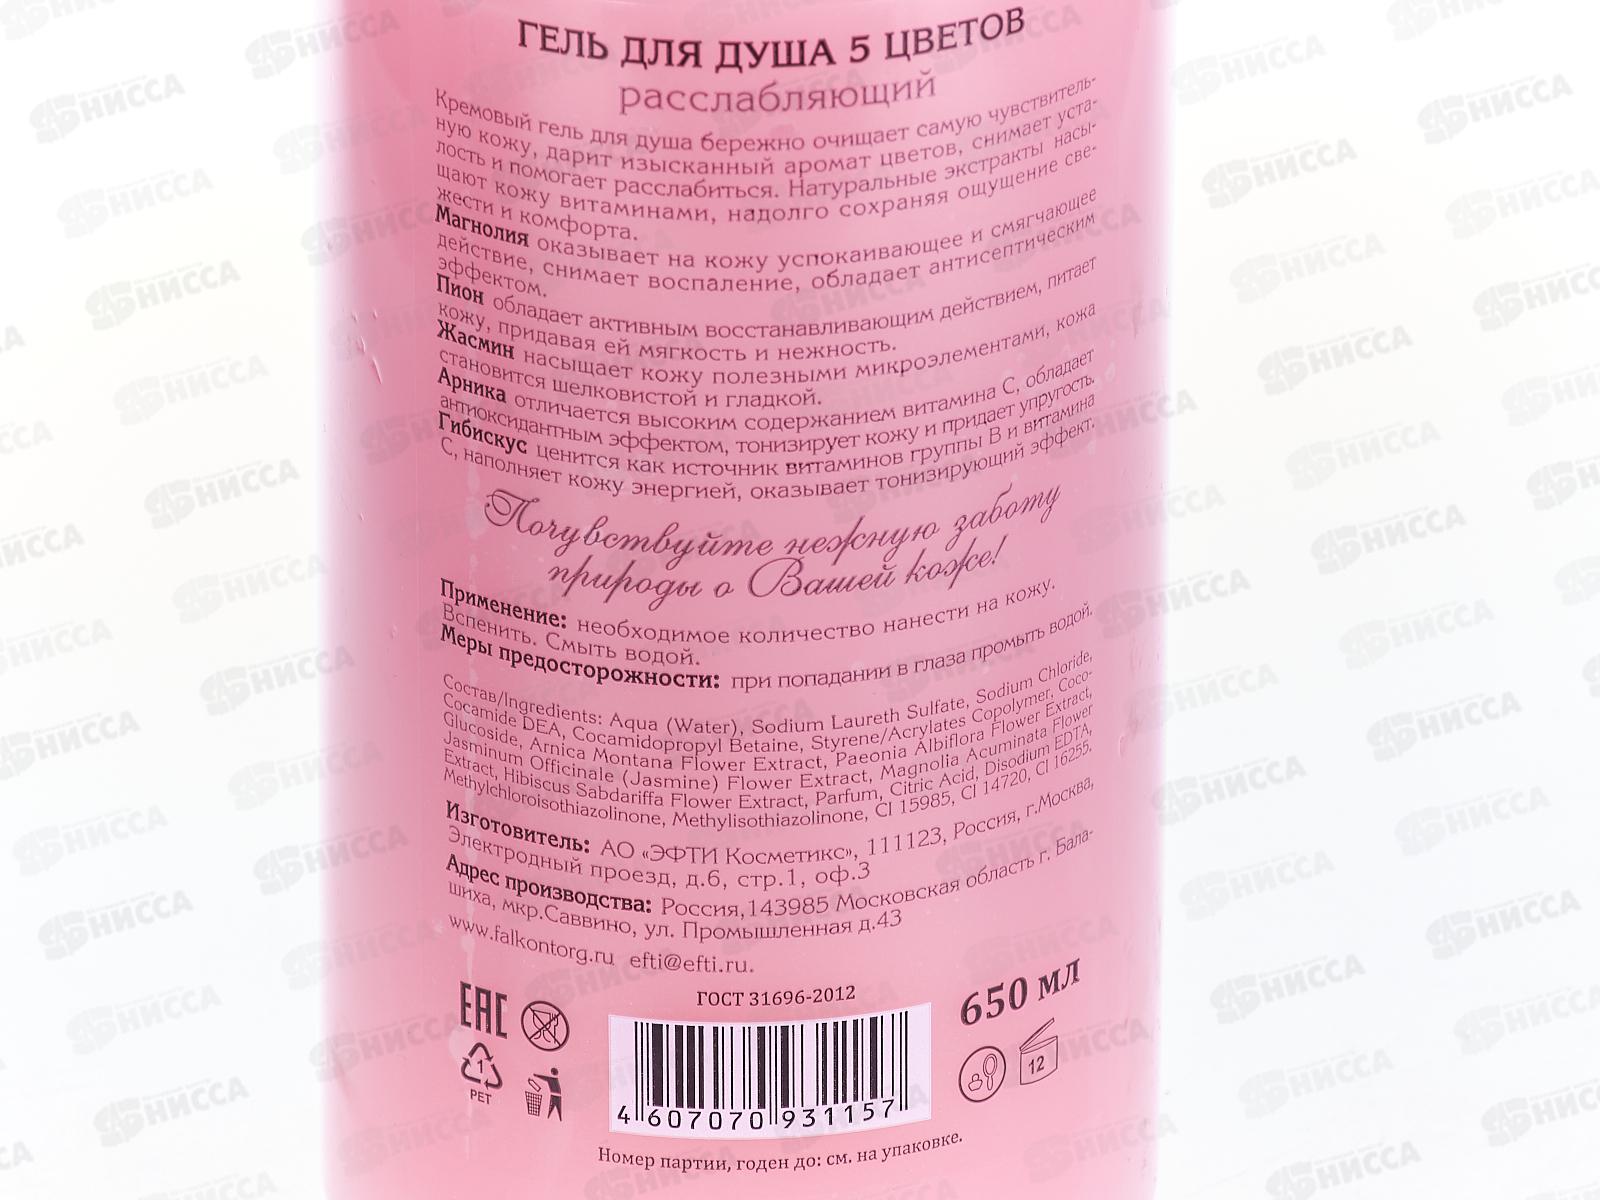 ГЕЛЬ ДЛЯ ДУША 5 ЦВЕТОВ
расслабляющий
Кремовый гель для душа бережно очищает самую чувствитель-
ную кожу, дарит изысканный аромат цветов, снимает уста-
лость и помогает расслабиться. Натуральные экстракты насы-
щают кожу витаминами, надолго сохраняя ощущение све-
жести и комфорта.
Магнолия оказывает на кожу успокаивающее и смягчающее
действие, снимает воспаление, обладает антисептическим
эффектом.
Пион обладает активным восстанавливающим действием, питает
кожу, придавая ей мягкость и нежность.
Жасмин насыщает кожу полезными микроэлементами, кожа
становится шелковистой и гладкой.
Арника отличается высоким содержанием витамина С, обладает
антиоксидантным эффектом, тонизирует кожу и придает упругость.
Гибискус ценится как источник витаминов группы В и витамина
С, наполняет кожу энергией, оказывает тонизирующий эффект.
Почувствуйте нежную заботу
природы о Вашей коже!
Применение: необходимое количество нанести на кожу.
Вспенить. Смыть водой.
Меры предосторожности: при попадании в глаза промыть водой.
Состав/Ingredients: Aqua (Water), Sodium Laureth Sulfate, Sodium Chloride,
Cocamide DEA, Cocamidopropyl Betaine, Styrene/Acrylates Copolymer, Coco-
Glucoside, Arnica Montana Flower Extract, Paeonia Albiflora Flower Extract,
Jasminum Officinale (Jasmine) Flower Extract, Magnolia Acuminata Flower
Extract, Hibiscus Sabdariffa Flower Extract, Parfum, Citric Acid, Disodium EDTA,
Methylchloroisothiazolinone, Methylisothiazolinone, CI 15985, CI 14720, CI 16255.
Изготовитель: АО «ЭФТИ Косметикс», 111123, Россия, г.Москва,
Электродный проезд, д.6, стр.1, оф.3
Адрес производства: Россия,143985 Московская область г. Бала-
шиха, мкр.Саввино, ул. Промышленная д.43
www.falkontorg.ru efti@efti.ru.
ГОСТ 31696-2012
650 мл
EAC
1
PET
12
4 607070 931157
Номер партии, годен до: см. на упаковке.
НИССА